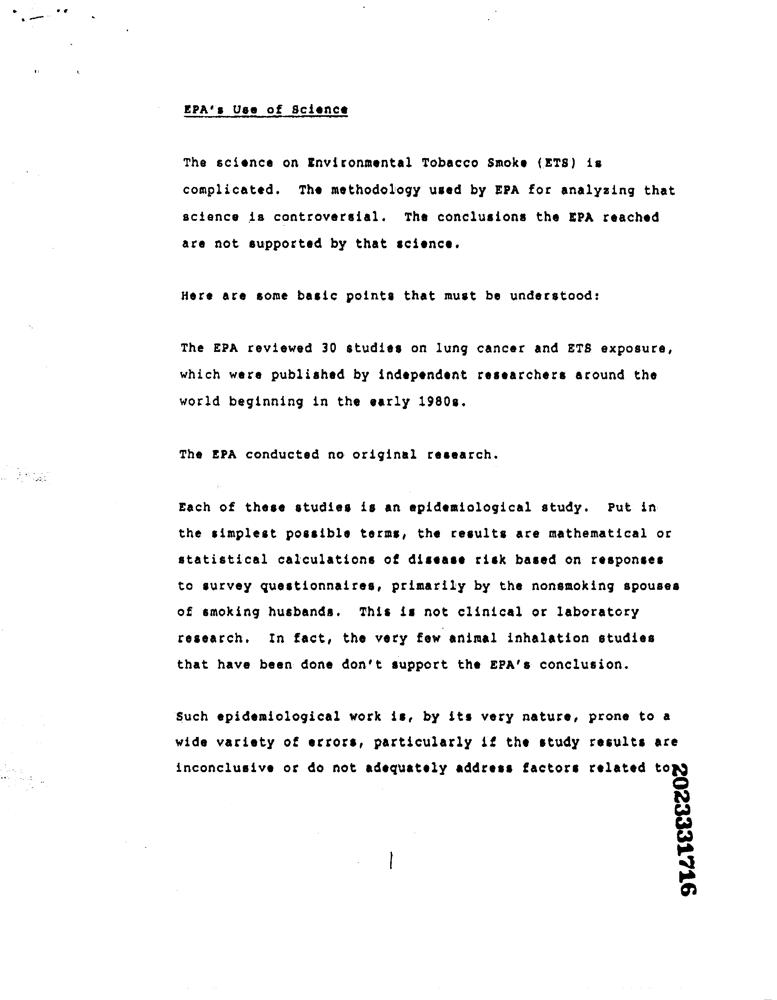 EPA's Use of Science
The science on Environmental Tobacco Smoke (ETS) is
complicated. The methodology used by EPA for analyzing that
science is controversial. The conclusions the EPA reached
are not supported by that science.
Here are some basic points that must be understood:
The EPA reviewed 30 studies on lung cancer and ETS exposure,
which were published by independent researchers around the
world beginning in the early 1980s.
The EPA conducted no original research.
Each of these studies is an epidemiological study. Put in
the simplest possible terms, the results are mathematical or
statistical calculations of disease risk based on responses
to survey questionnaires, primarily by the nonsmoking spouses
of smoking husbands. This is not clinical or laboratory
research. In fact, the very few animal inhalation studies
that have been done don't support the EPA's conclusion.
Such epidemiological work is, by its very nature, prone to a
wide variety of errors, particularly if the study results are
inconclusive or do not adequately address factors related to
2023331716
1